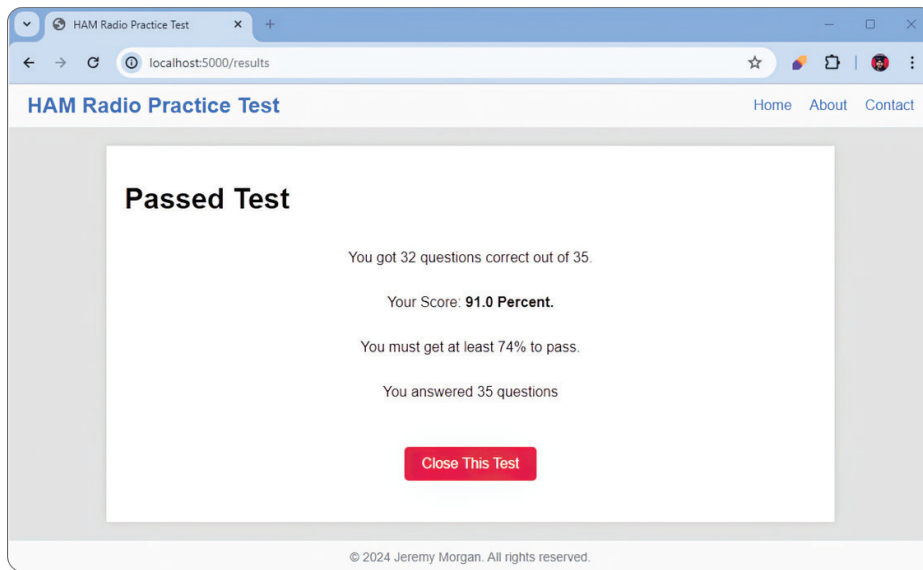 HAM Radio Practice Test
localhost:5000/results
HAM Radio Practice Test
Home About Contact
Passed Test
You got 32 questions correct out of 35.
Your Score: 91.0 Percent.
You must get at least 74% to pass.
You answered 35 questions
Close This Test
© 2024 Jeremy Morgan. All rights reserved.